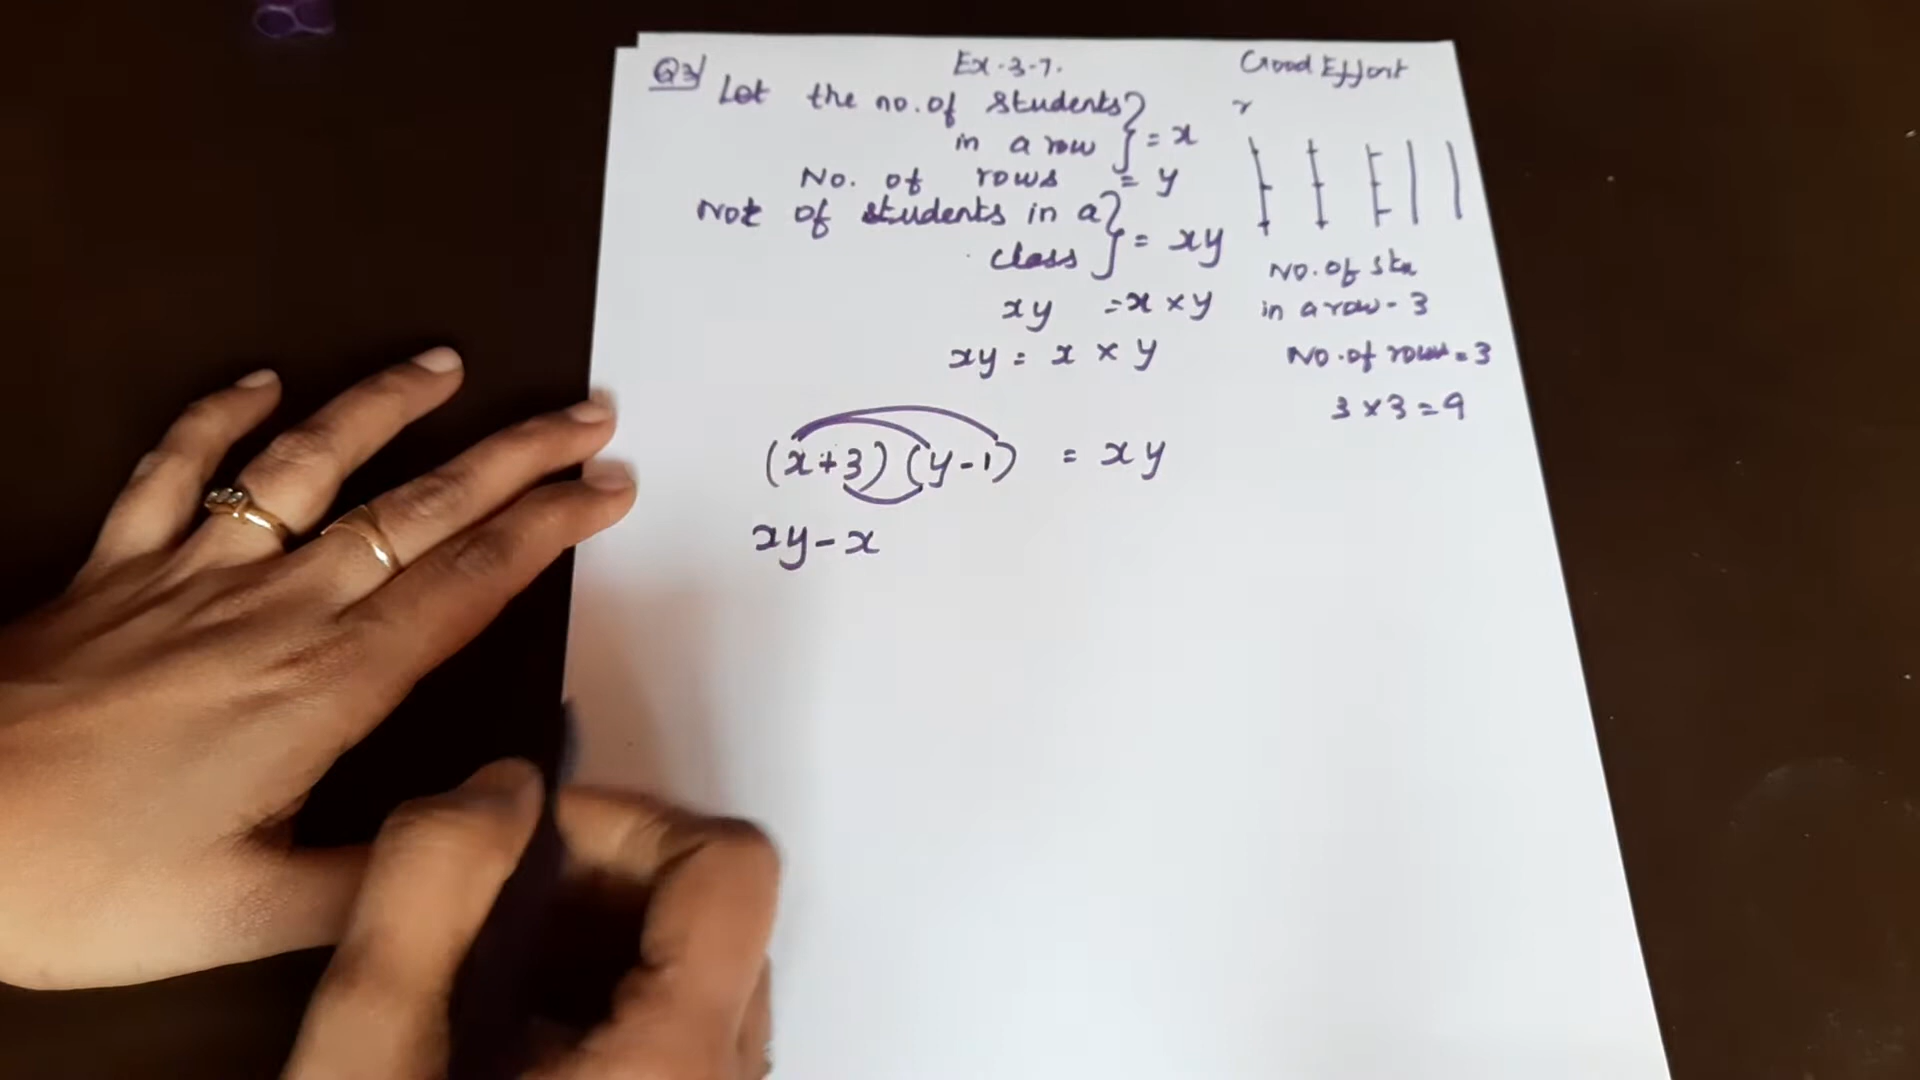 Q3/ Ex.3.7. Good Effort
Let the no. of students
in a row } = x
No. of rows = y
Not of students in a
class } = xy
xy = x × y
xy = x × y
(x+3) (y-1) = xy
xy - x
r
No. of stu
in a row - 3
No. of rows = 3
3 × 3 = 9